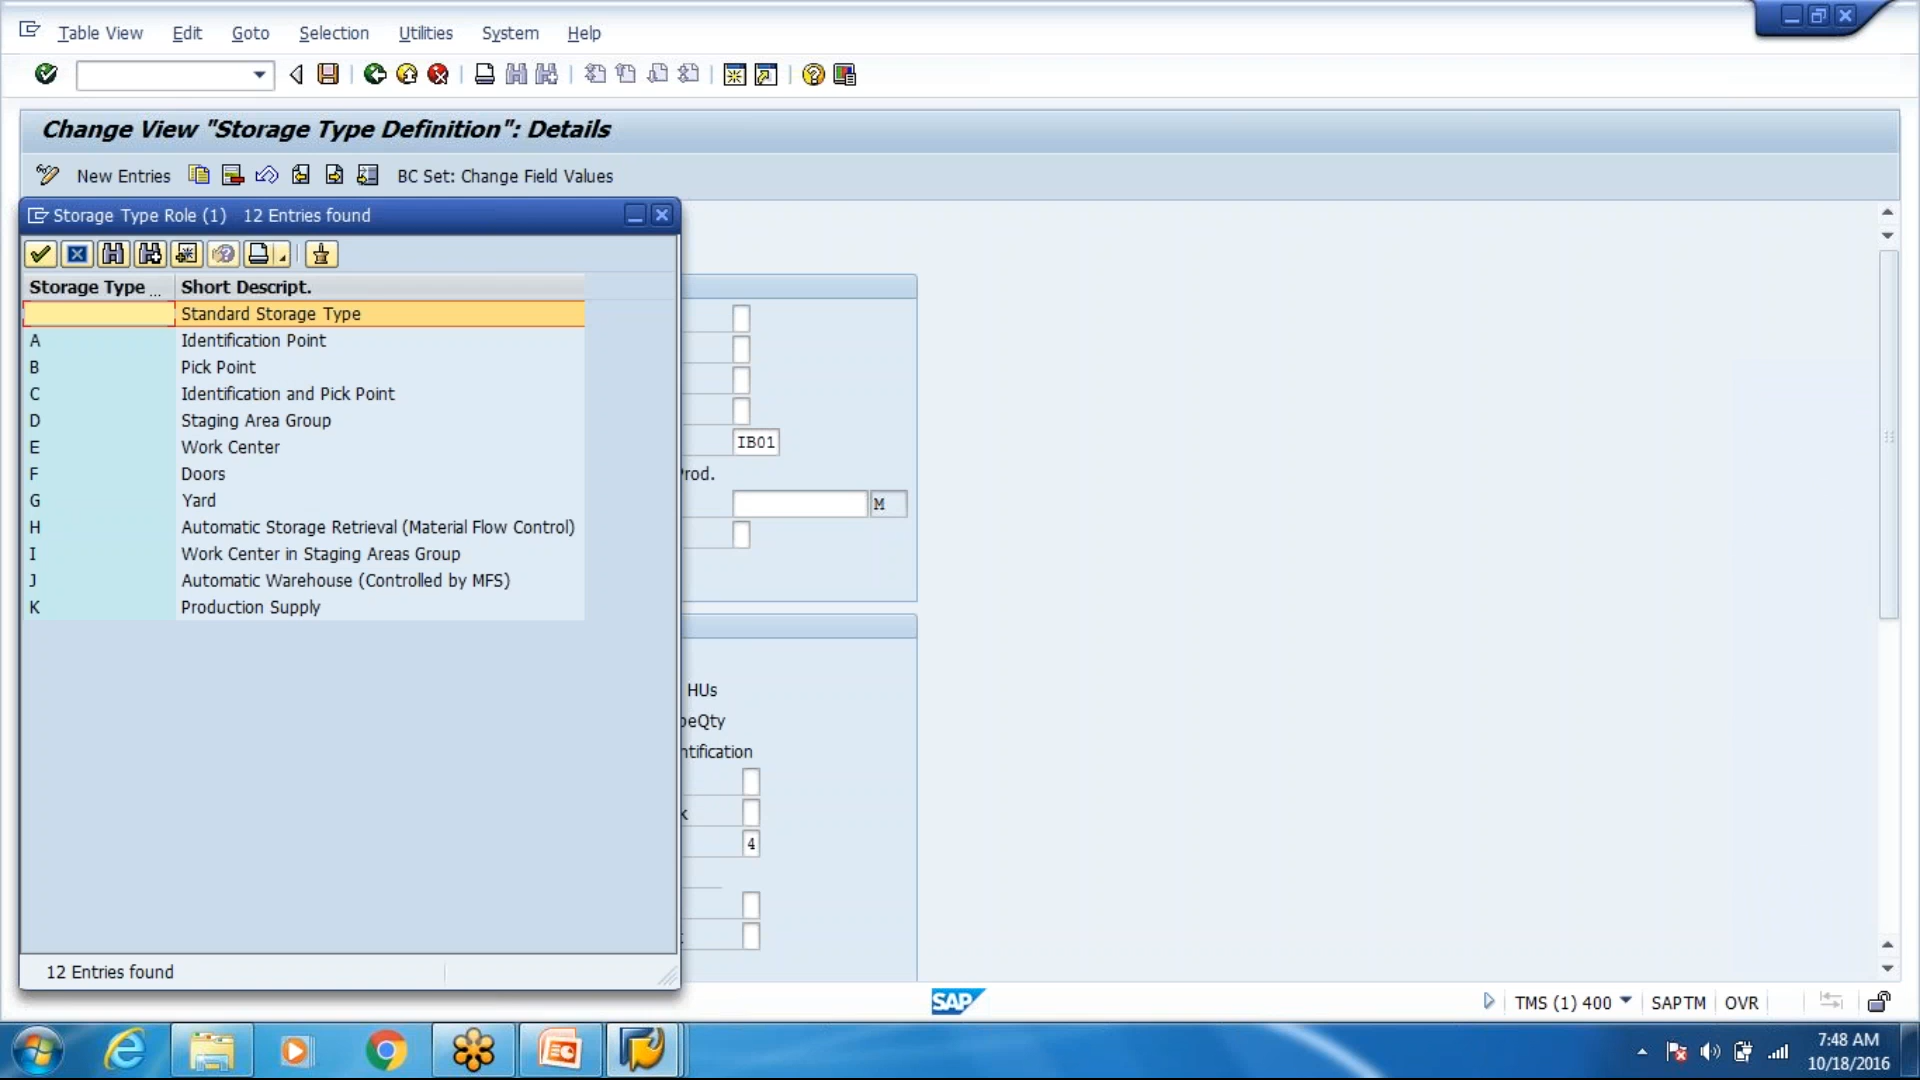 Table View Edit Goto Selection Utilities System Help
Change View "Storage Type Definition": Details
New Entries BC Set: Change Field Values
Storage Type Role (1) 12 Entries found
Storage Type ... Short Descript.
Standard Storage Type
A Identification Point
B Pick Point
C Identification and Pick Point
D Staging Area Group
E Work Center
F Doors
G Yard
H Automatic Storage Retrieval (Material Flow Control)
I Work Center in Staging Areas Group
J Automatic Warehouse (Controlled by MFS)
K Production Supply
12 Entries found
IB01
rod.
M
HUs
peQty
ntification
k
4
SAP
TMS (1) 400 SAPTM OVR
7:48 AM
10/18/2016